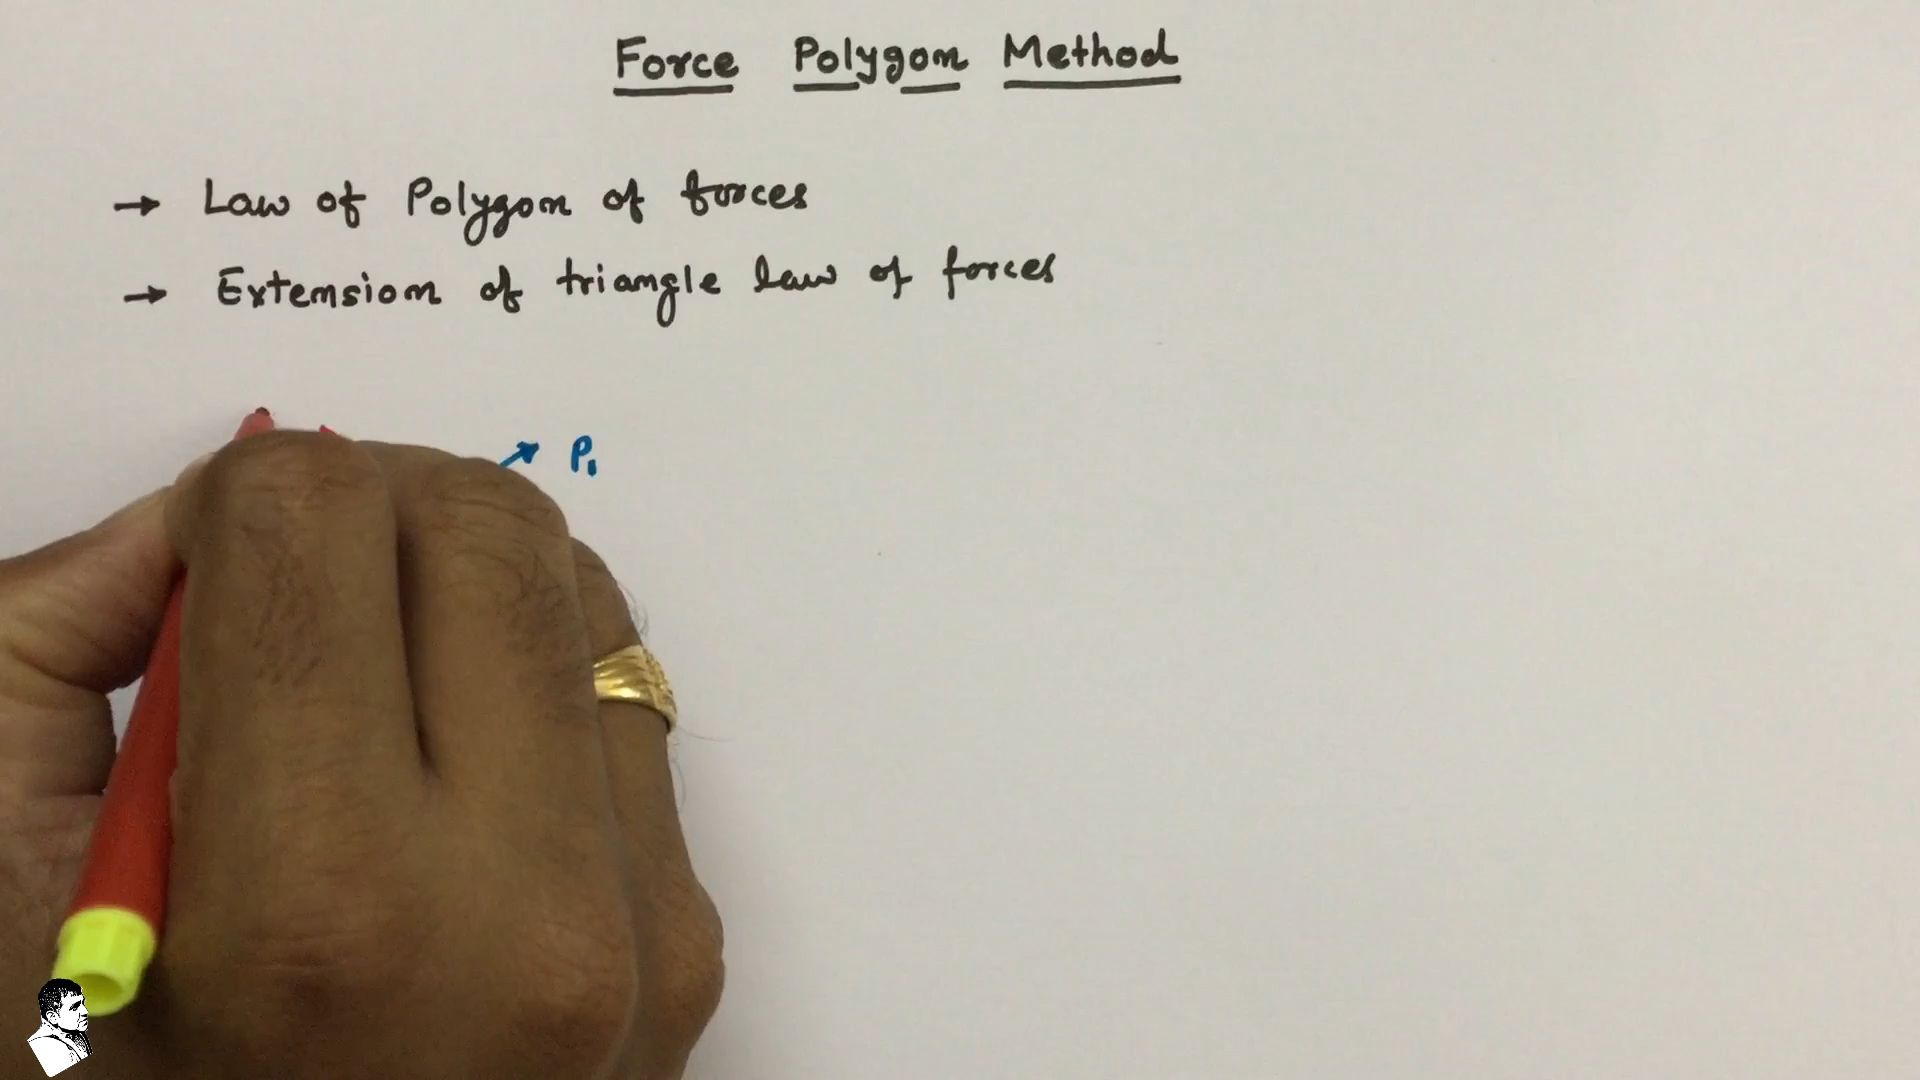 Force Polygon Method
→ Law of Polygon of forces
→ Extension of triangle law of forces
P₁